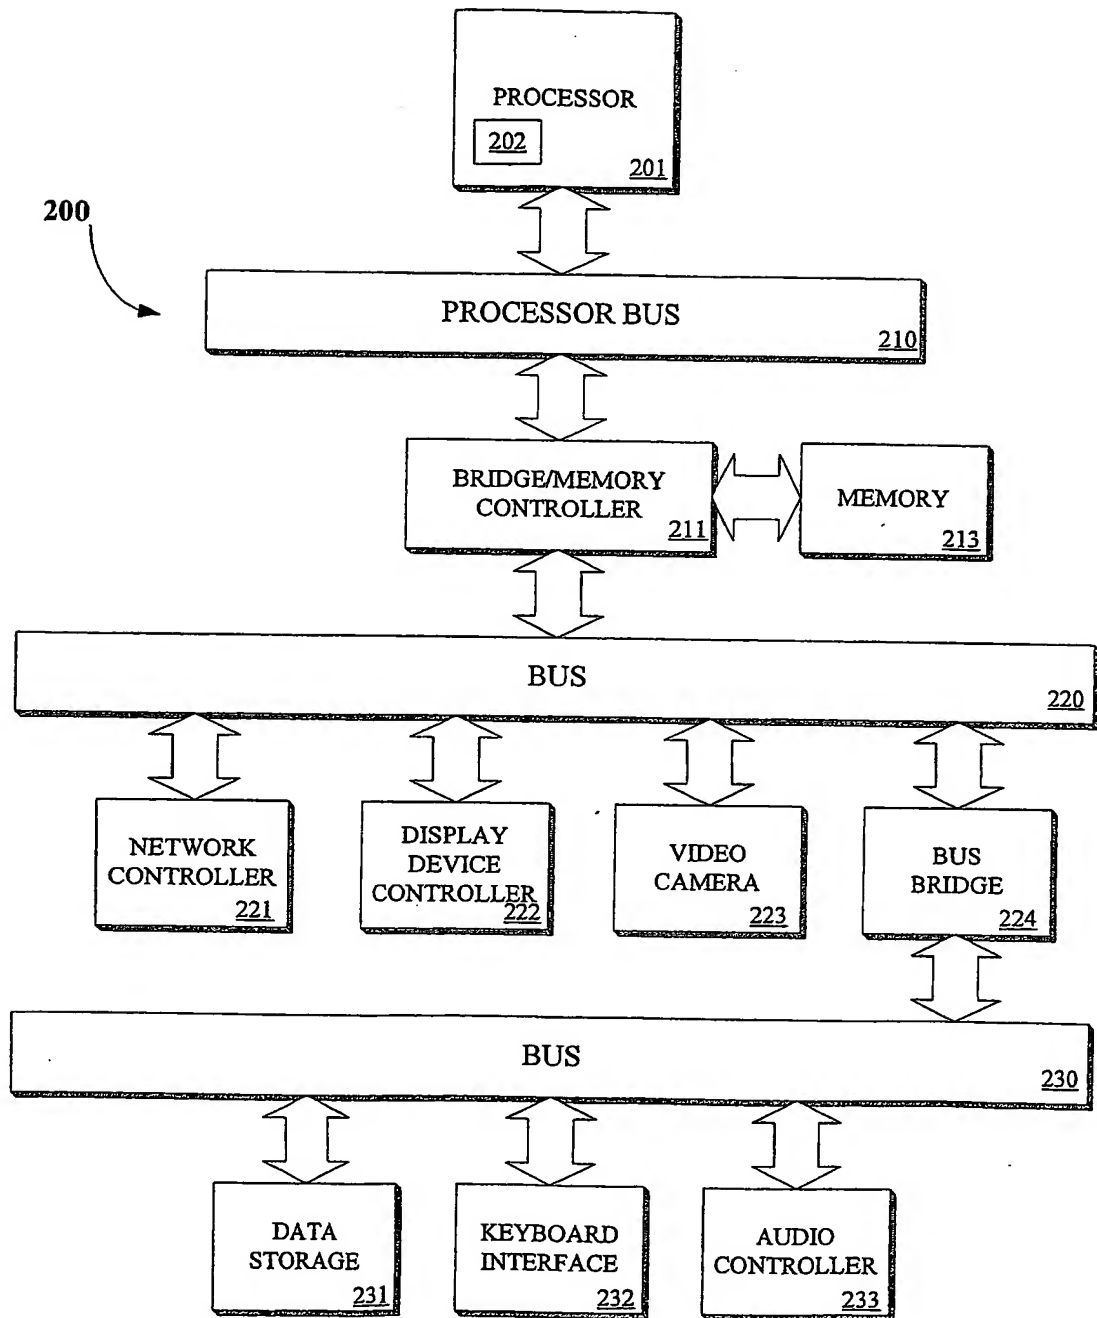 PROCESSOR
202
201
200
PROCESSOR BUS
210
BRIDGE/MEMORY
CONTROLLER
211
MEMORY
213
BUS
220
NETWORK
CONTROLLER
221
DISPLAY
DEVICE
CONTROLLER
222
VIDEO
CAMERA
223
BUS
BRIDGE
224
BUS
230
DATA
STORAGE
231
KEYBOARD
INTERFACE
232
AUDIO
CONTROLLER
233